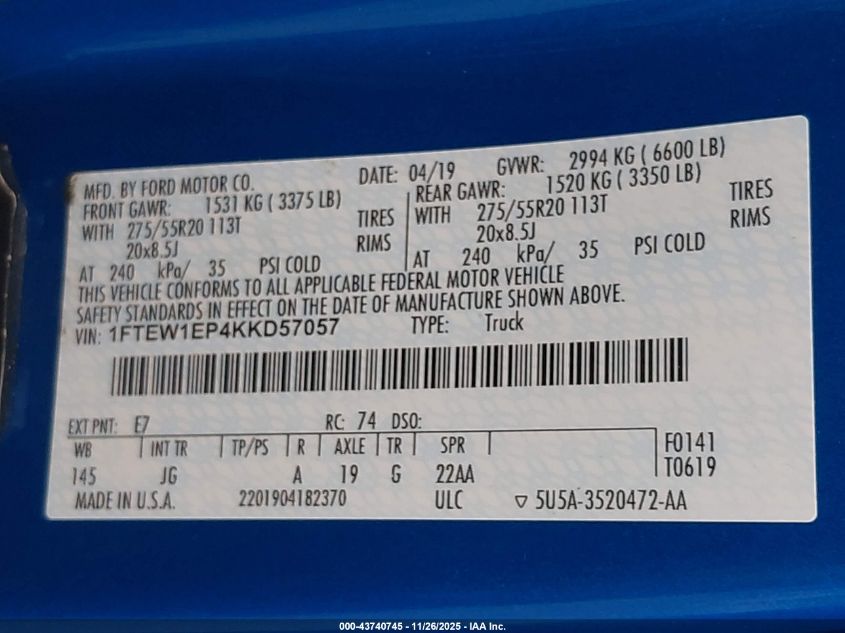 MFD. BY FORD MOTOR CO. DATE: 04/19 GVWR: 2994 KG ( 6600 LB)
FRONT GAWR: 1531 KG ( 3375 LB) REAR GAWR: 1520 KG ( 3350 LB)
WITH 275/55R20 113T TIRES WITH 275/55R20 113T TIRES
20x8.5J RIMS 20x8.5J RIMS
AT 240 kPa/ 35 PSI COLD AT 240 kPa/ 35 PSI COLD
THIS VEHICLE CONFORMS TO ALL APPLICABLE FEDERAL MOTOR VEHICLE
SAFETY STANDARDS IN EFFECT ON THE DATE OF MANUFACTURE SHOWN ABOVE.
VIN: 1FTEW1EP4KKD57057 TYPE: Truck
EXT PNT: E7 RC: 74 DSO:
WB INT TR TP/PS R AXLE TR SPR F0141
145 JG A 19 G 22AA T0619
MADE IN U.S.A. 2201904182370 ULC ▽ 5U5A-3520472-AA
000-43740745 - 11/26/2025 - IAA Inc.